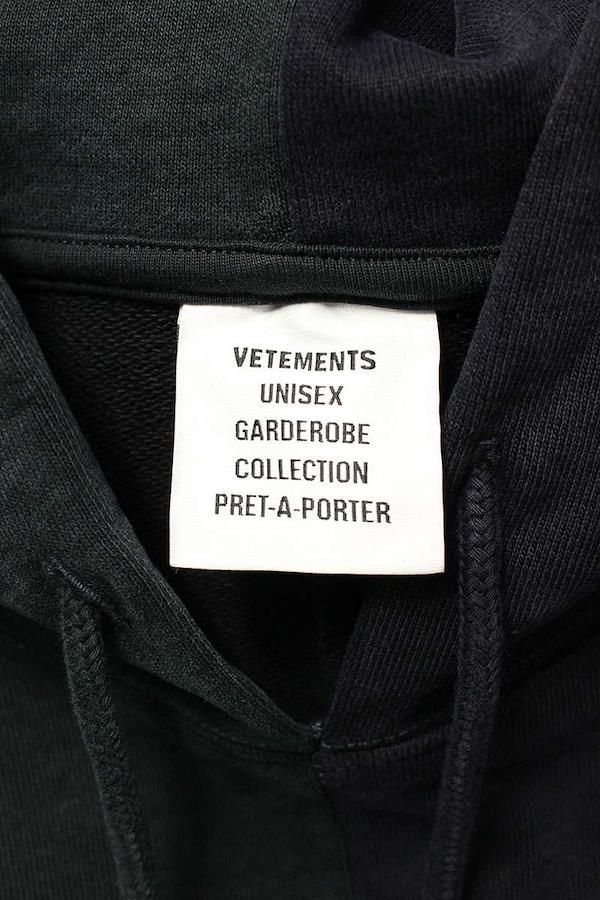 VETEMENTS
UNISEX
GARDEROBE
COLLECTION
PRET-A-PORTER